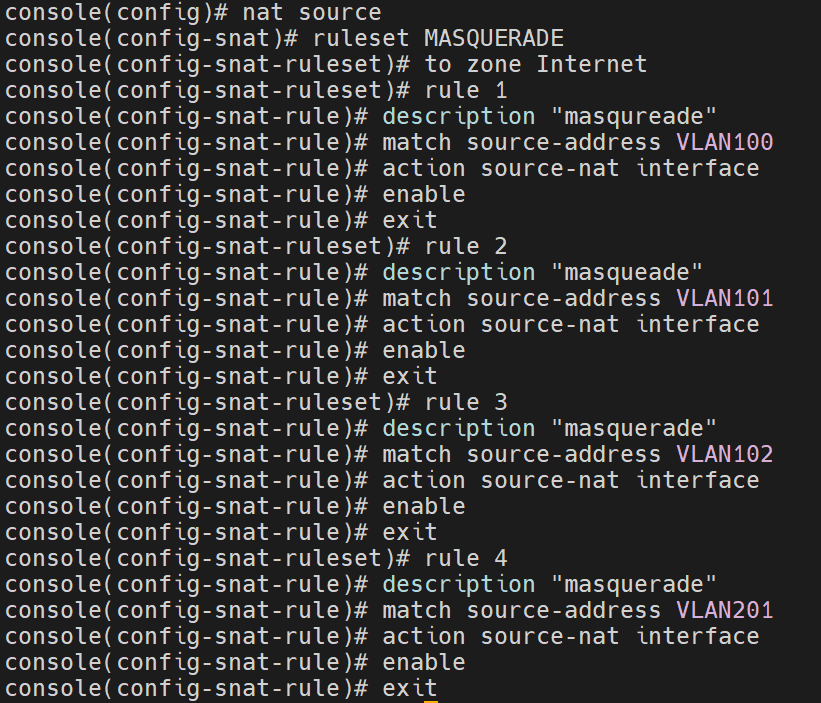 console(config)# nat source
console(config-snat)# ruleset MASQUERADE
console(config-snat-ruleset)# to zone Internet
console(config-snat-ruleset)# rule 1
console(config-snat-rule)# description "masqureade"
console(config-snat-rule)# match source-address VLAN100
console(config-snat-rule)# action source-nat interface
console(config-snat-rule)# enable
console(config-snat-rule)# exit
console(config-snat-ruleset)# rule 2
console(config-snat-rule)# description "masqueade"
console(config-snat-rule)# match source-address VLAN101
console(config-snat-rule)# action source-nat interface
console(config-snat-rule)# enable
console(config-snat-rule)# exit
console(config-snat-ruleset)# rule 3
console(config-snat-rule)# description "masquerade"
console(config-snat-rule)# match source-address VLAN102
console(config-snat-rule)# action source-nat interface
console(config-snat-rule)# enable
console(config-snat-rule)# exit
console(config-snat-ruleset)# rule 4
console(config-snat-rule)# description "masquerade"
console(config-snat-rule)# match source-address VLAN201
console(config-snat-rule)# action source-nat interface
console(config-snat-rule)# enable
console(config-snat-rule)# exit